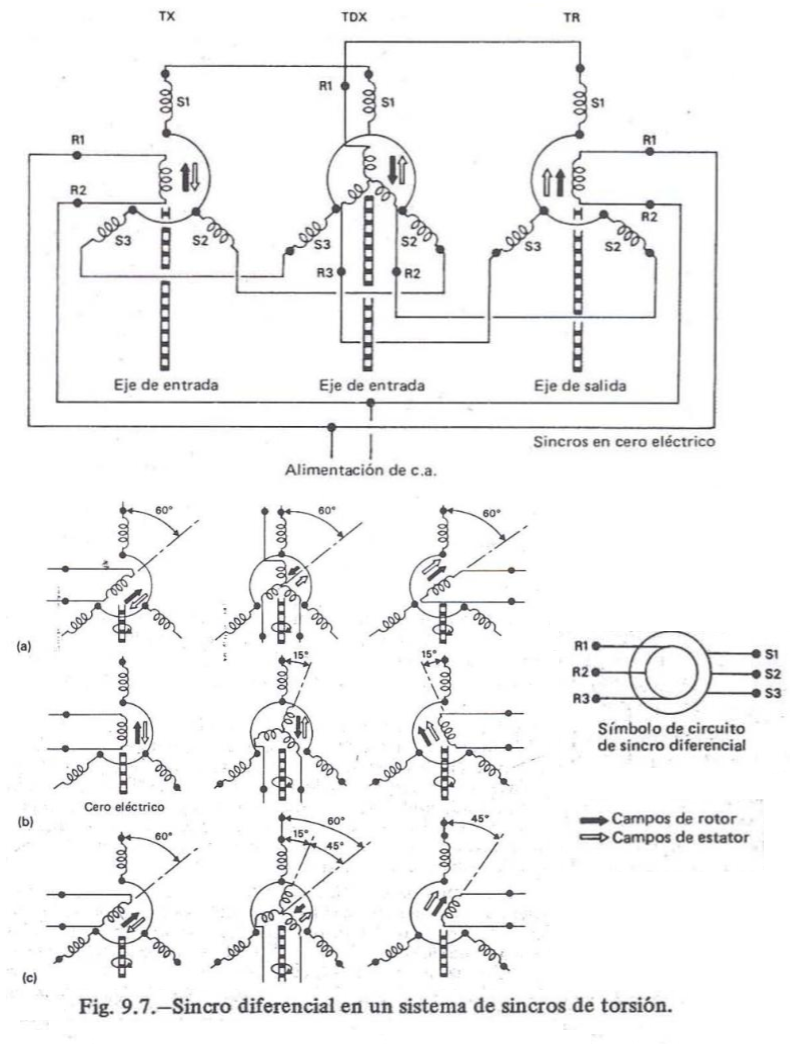 TX TDX TR
R1 S1 R1 S1 S1 R1
R2 R2
S3 S2 S3 S2 S3 S2
R3 R2
Eje de entrada Eje de entrada Eje de salida
Sincros en cero eléctrico
Alimentación de c.a.
60° 60° 60°
(a)
15° 15°
Cero eléctrico
(b)
60° 15° 60° 45° 45°
(c)
R1 S1
R2 S2
R3 S3
Símbolo de circuito
de sincro diferencial
Campos de rotor
Campos de estator
Fig. 9.7.—Sincro diferencial en un sistema de sincros de torsión.